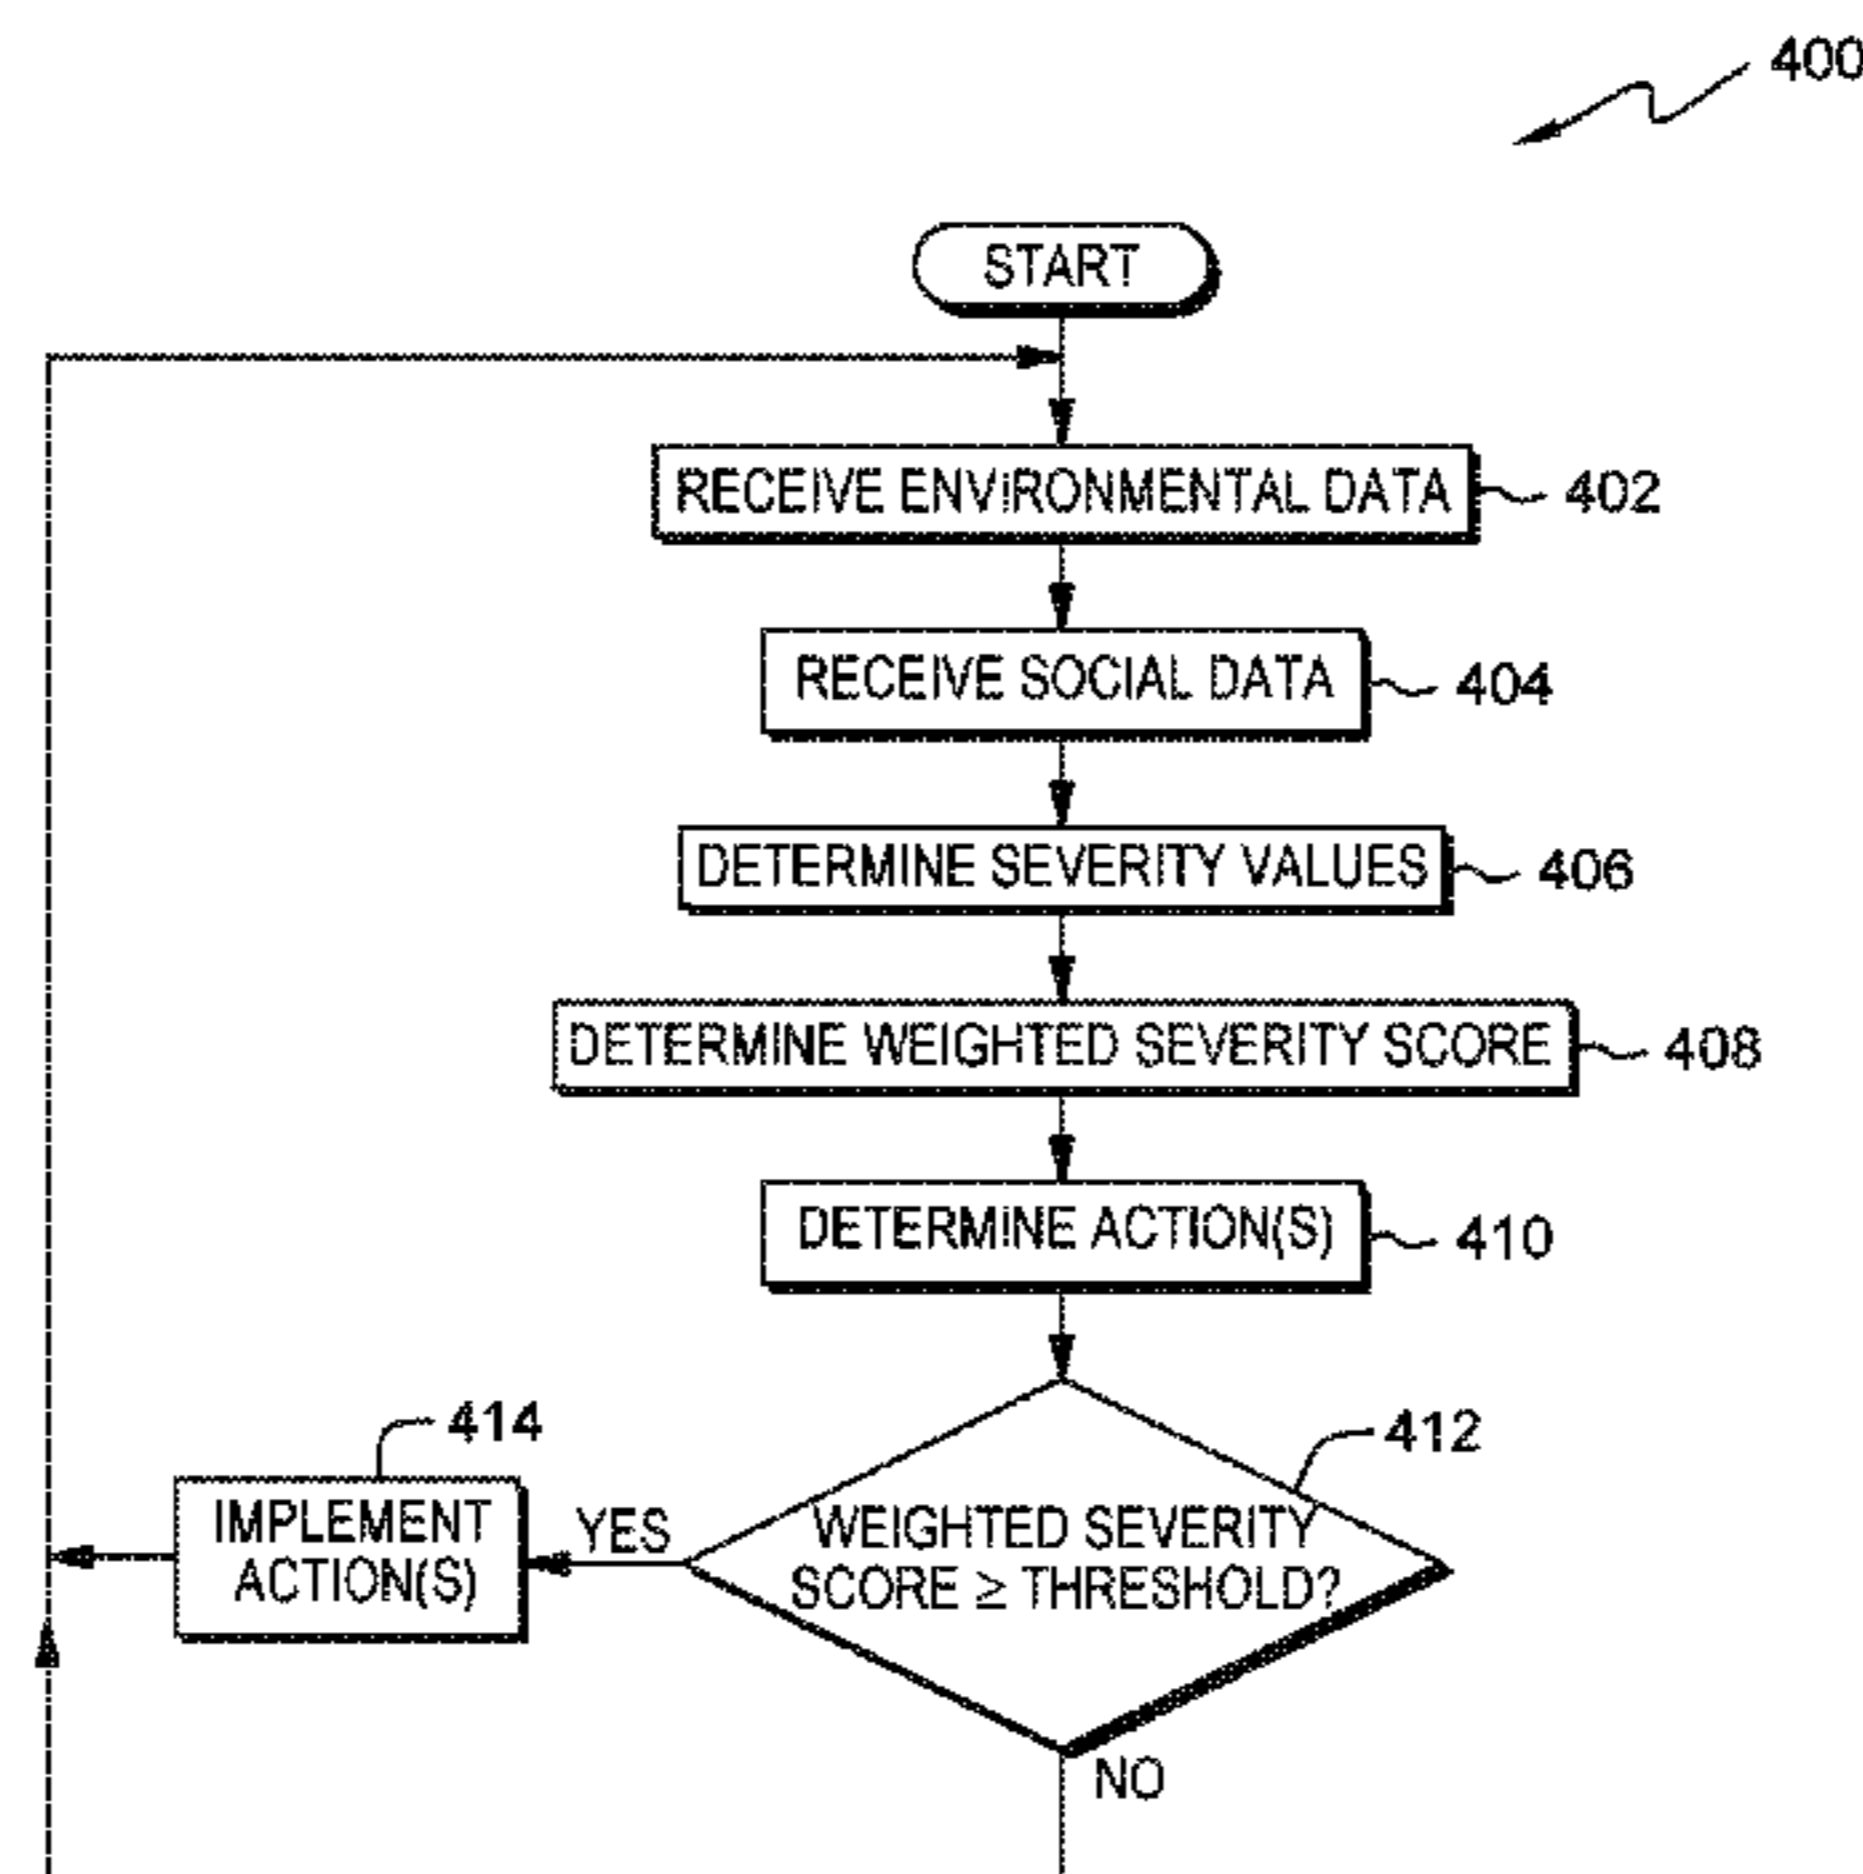 400
START
RECEIVE ENVIRONMENTAL DATA
402
RECEIVE SOCIAL DATA
404
DETERMINE SEVERITY VALUES
406
DETERMINE WEIGHTED SEVERITY SCORE
408
DETERMINE ACTION(S)
410
414
412
IMPLEMENT
ACTION(S)
YES
WEIGHTED SEVERITY
SCORE ≥ THRESHOLD?
NO